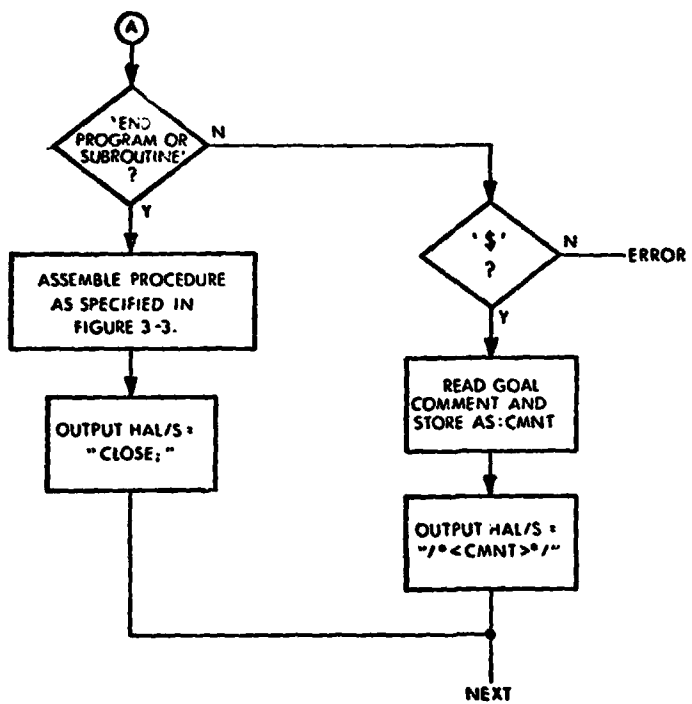 A
'END
PROGRAM OR
SUBROUTINE'
?
N
Y
ASSEMBLE PROCEDURE
AS SPECIFIED IN
FIGURE 3-3.
OUTPUT HAL/S =
"CLOSE;"
'$'
?
N
ERROR
Y
READ GOAL
COMMENT AND
STORE AS:CMNT
OUTPUT HAL/S =
"/*<CMNT>*/"
NEXT